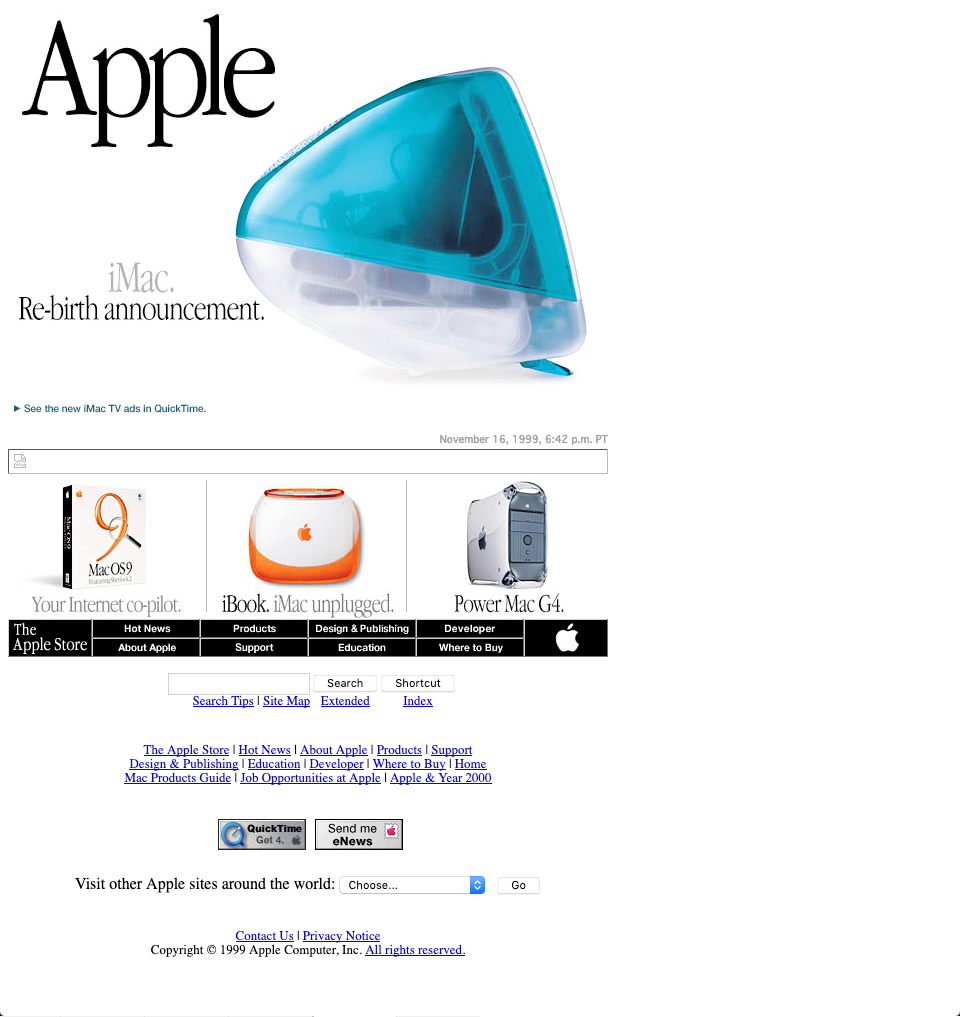 Apple
iMac.
Re-birth announcement.
See the new iMac TV ads in QuickTime.
November 16, 1999, 6:42 p.m. PT
Mac OS 9
Mac OS 9
Featuring Sherlock 2
Your Internet co-pilot.
iBook. iMac unplugged.
Power Mac G4.
The Apple Store
Hot News
Products
Design & Publishing
Developer
About Apple
Support
Education
Where to Buy
Search
Shortcut
Search Tips | Site Map
Extended
Index
The Apple Store | Hot News | About Apple | Products | Support
Design & Publishing | Education | Developer | Where to Buy | Home
Mac Products Guide | Job Opportunities at Apple | Apple & Year 2000
QuickTime
Get 4.
Send me
eNews
Visit other Apple sites around the world: Choose... Go
Contact Us | Privacy Notice
Copyright © 1999 Apple Computer, Inc. All rights reserved.